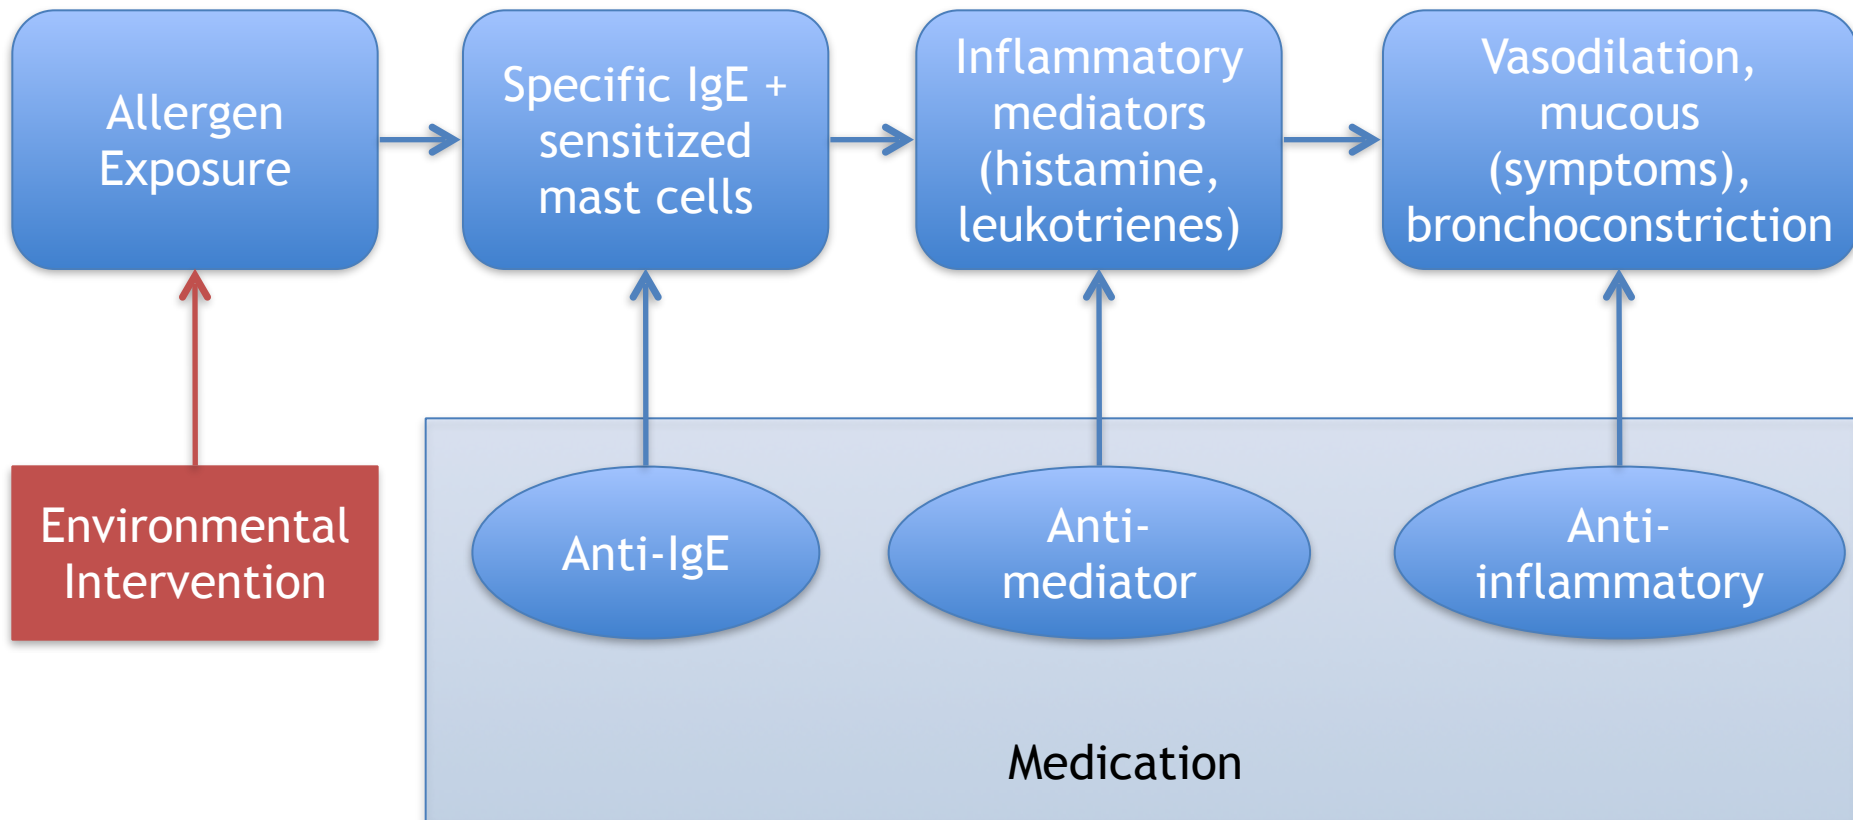 Allergen
Exposure
Specific IgE +
sensitized
mast cells
Inflammatory
mediators
(histamine,
leukotrienes)
Vasodilation,
mucous
(symptoms),
bronchoconstriction
Environmental
Intervention
Anti-IgE
Anti-
mediator
Anti-
inflammatory
Medication